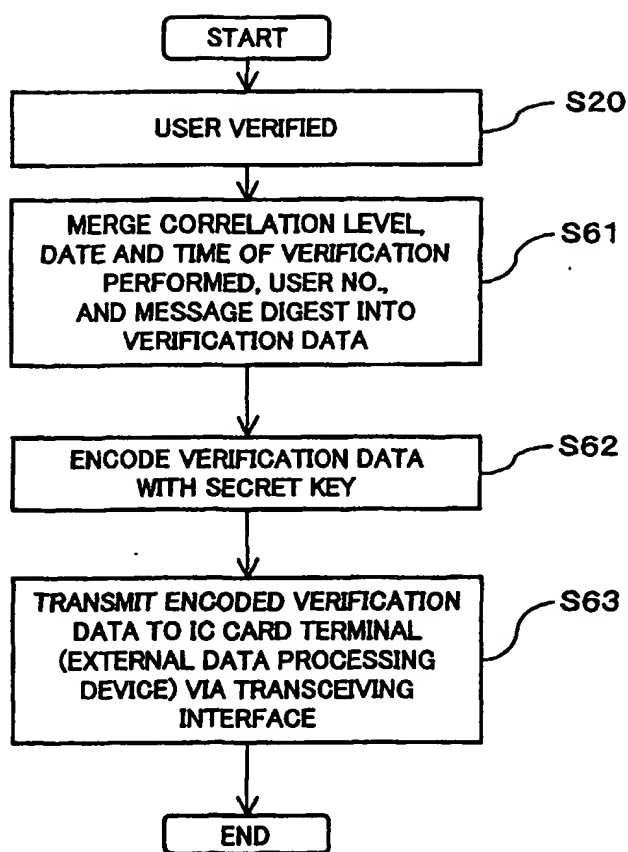 START
USER VERIFIED
S20
MERGE CORRELATION LEVEL,
DATE AND TIME OF VERIFICATION
PERFORMED, USER NO.,
AND MESSAGE DIGEST INTO
VERIFICATION DATA
S61
ENCODE VERIFICATION DATA
WITH SECRET KEY
S62
TRANSMIT ENCODED VERIFICATION
DATA TO IC CARD TERMINAL
(EXTERNAL DATA PROCESSING
DEVICE) VIA TRANSCEIVING
INTERFACE
S63
END